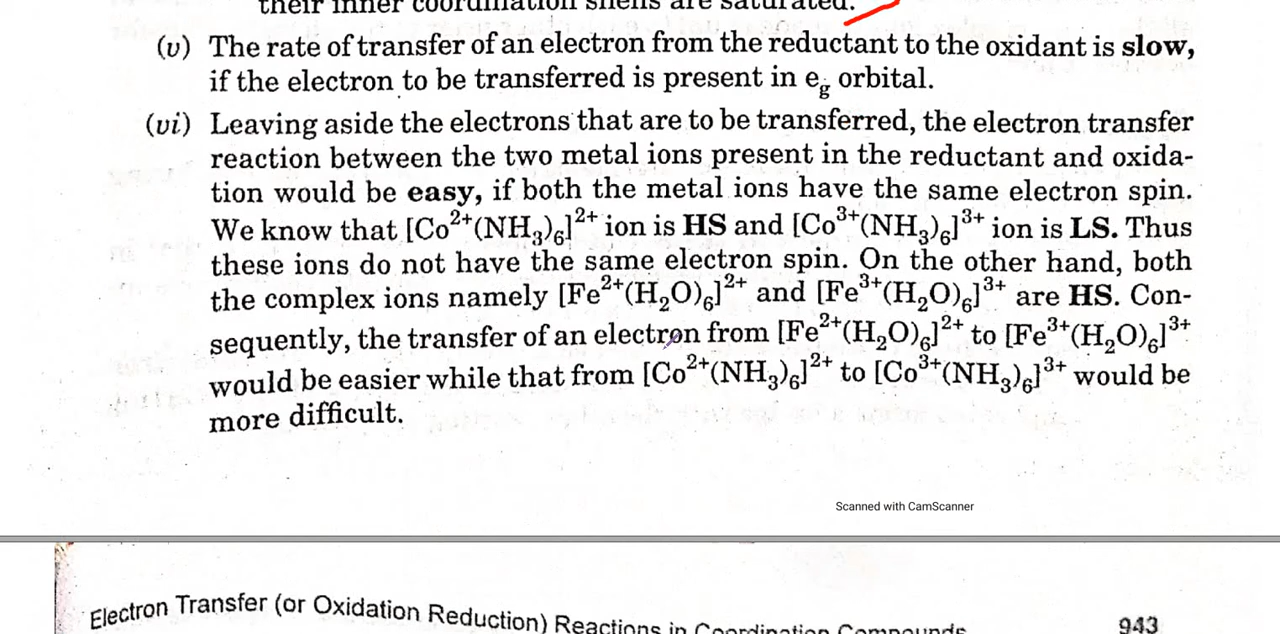 their inner coordination shells are saturated.
(v) The rate of transfer of an electron from the reductant to the oxidant is slow,
if the electron to be transferred is present in e_g orbital.
(vi) Leaving aside the electrons that are to be transferred, the electron transfer
reaction between the two metal ions present in the reductant and oxida-
tion would be easy, if both the metal ions have the same electron spin.
We know that [Co²⁺(NH₃)₆]²⁺ ion is HS and [Co³⁺(NH₃)₆]³⁺ ion is LS. Thus
these ions do not have the same electron spin. On the other hand, both
the complex ions namely [Fe²⁺(H₂O)₆]²⁺ and [Fe³⁺(H₂O)₆]³⁺ are HS. Con-
sequently, the transfer of an electron from [Fe²⁺(H₂O)₆]²⁺ to [Fe³⁺(H₂O)₆]³⁺
would be easier while that from [Co²⁺(NH₃)₆]²⁺ to [Co³⁺(NH₃)₆]³⁺ would be
more difficult.
Scanned with CamScanner
Electron Transfer (or Oxidation Reduction) Reactions in Coordination Compounds 943